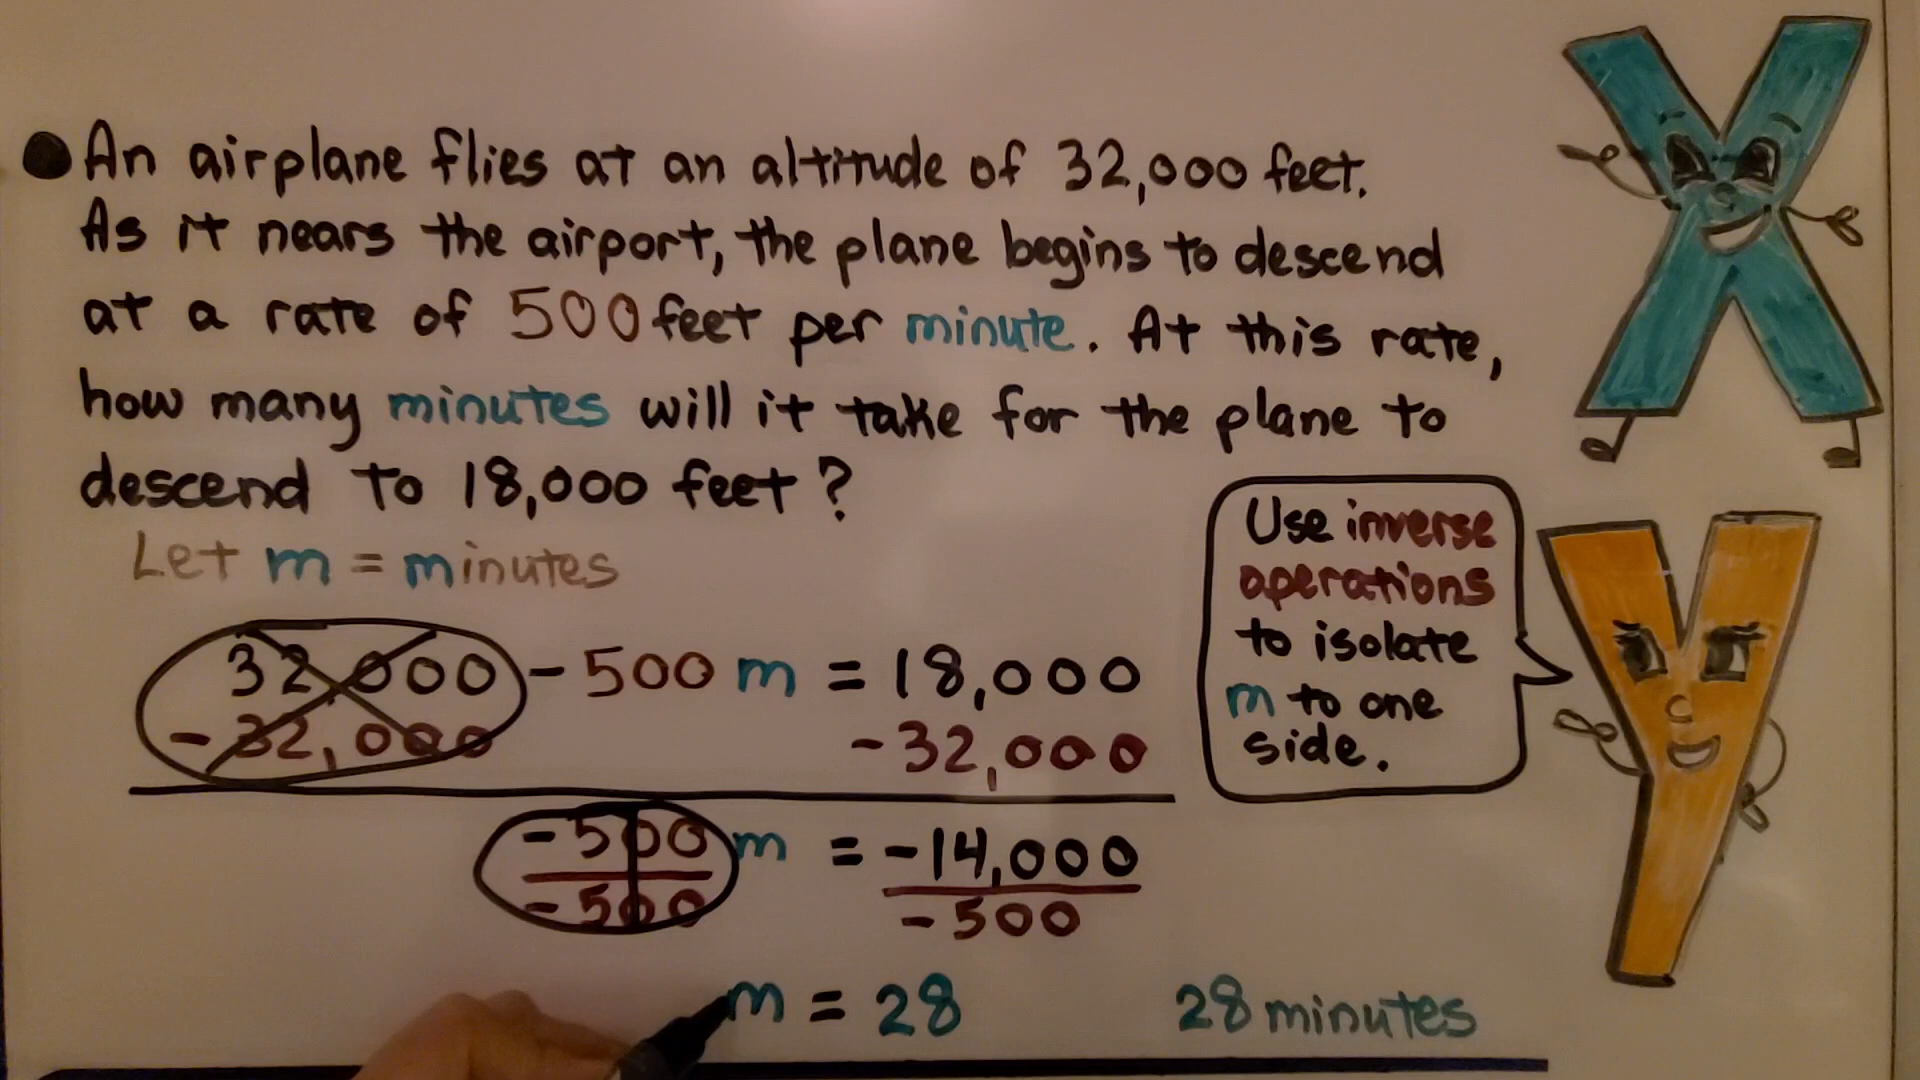 An airplane flies at an altitude of 32,000 feet.
As it nears the airport, the plane begins to descend
at a rate of 500 feet per minute. At this rate,
how many minutes will it take for the plane to
descend to 18,000 feet?
Let m = minutes
32,000 - 500 m = 18,000
-32,000 -32,000
-500 m = -14,000
-500 -500
m = 28 28 minutes
Use inverse
operations
to isolate
m to one
side.
X
Y